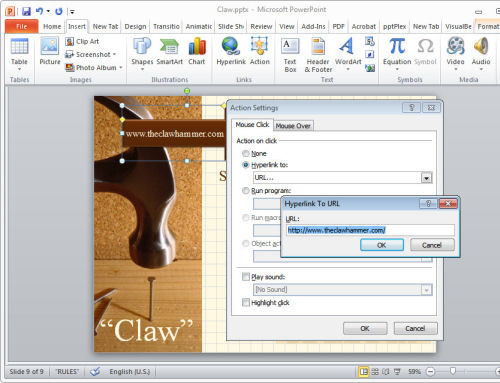 Claw.pptx - Microsoft PowerPoint
File Home Insert New Tab Draw Transitio Animatic Slide Sh Review View Add-Ins PDF Acrobat pptPlex New Tab VisualBe Format
Table
Picture
Clip Art
Screenshot
Photo Album
Shapes SmartArt Chart
Hyperlink Action
Text Box
Header & Footer
WordArt
Equation Symbol
Video Audio
Tables Images Illustrations Links Text Symbols Media
www.theclawhammer.com
S
"Claw"
Action Settings
Mouse Click Mouse Over
Action on click
None
Hyperlink to:
URL...
Run program:
Run macro
Object act
Play sound:
[No Sound]
Highlight click
OK Cancel
Hyperlink To URL
URL:
http://www.theclawhammer.com/
OK Cancel
Slide 9 of 9 "RULES" English (U.S.) 59%